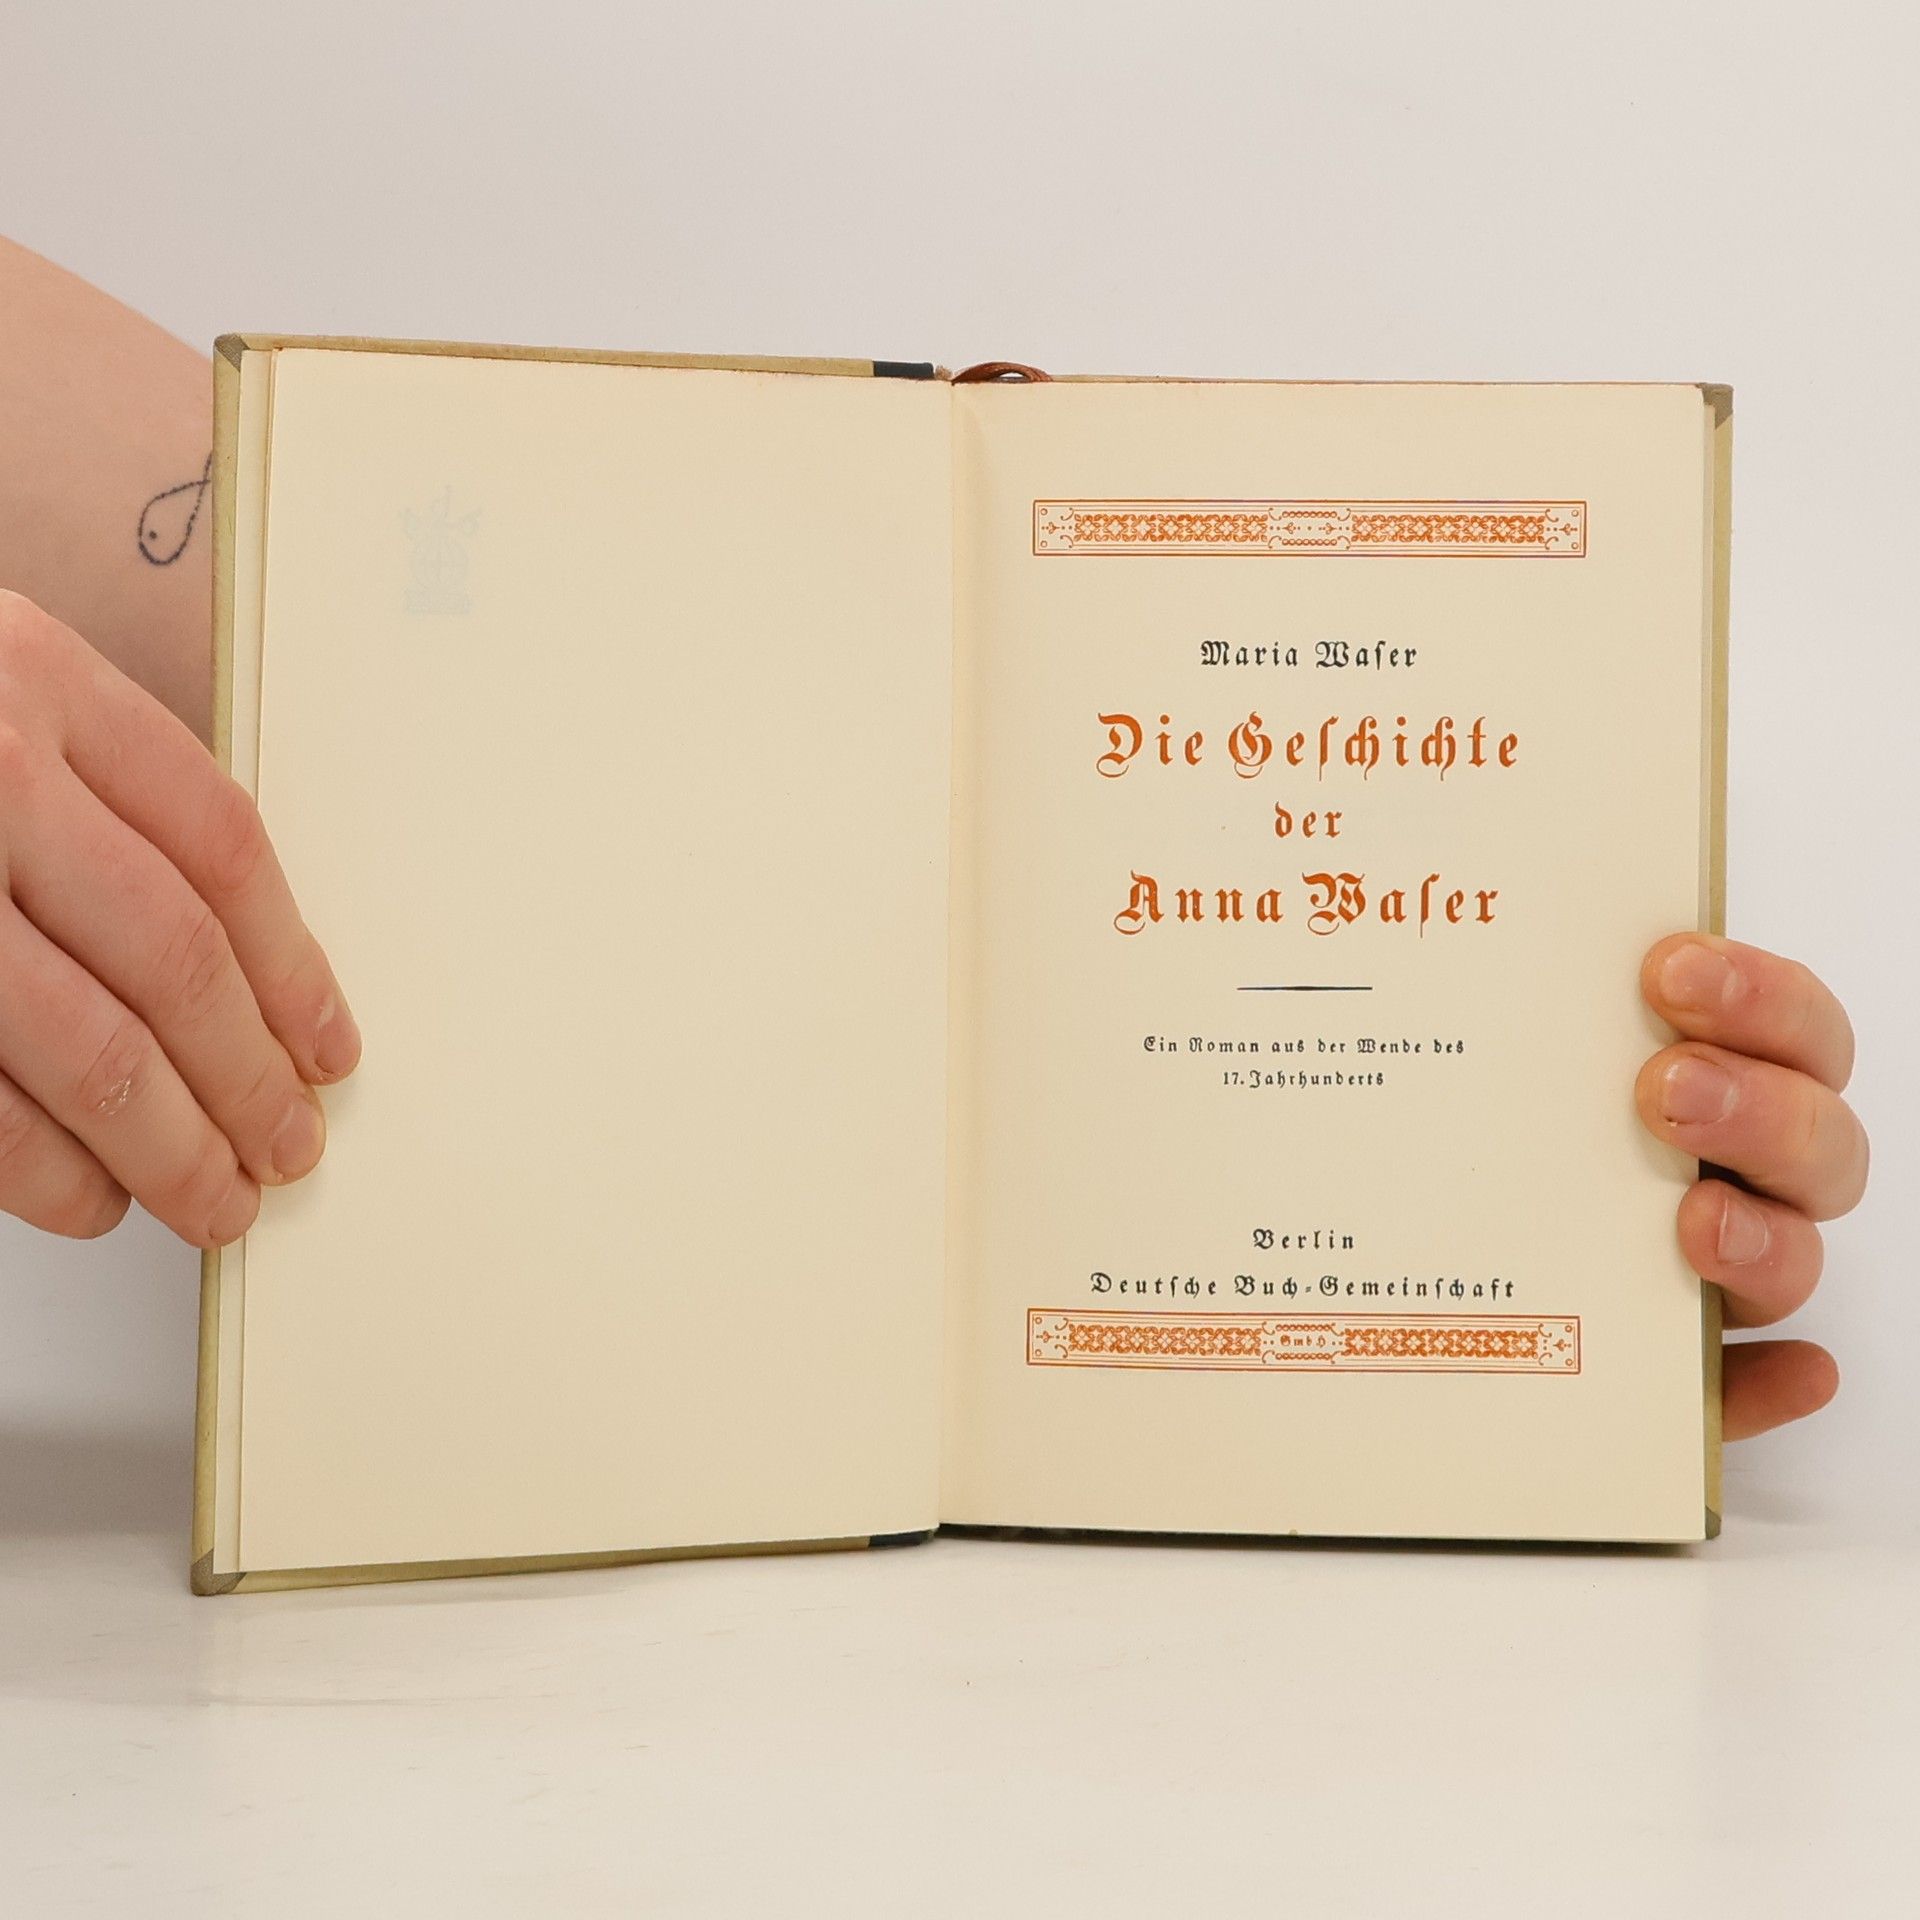 Maria Waſer
Die Geſchichte
der
Anna Waſer
Ein Roman aus der Wende des
17. Jahrhunderts
Berlin
Deutſche Buch-Gemeinſchaft
GmbH